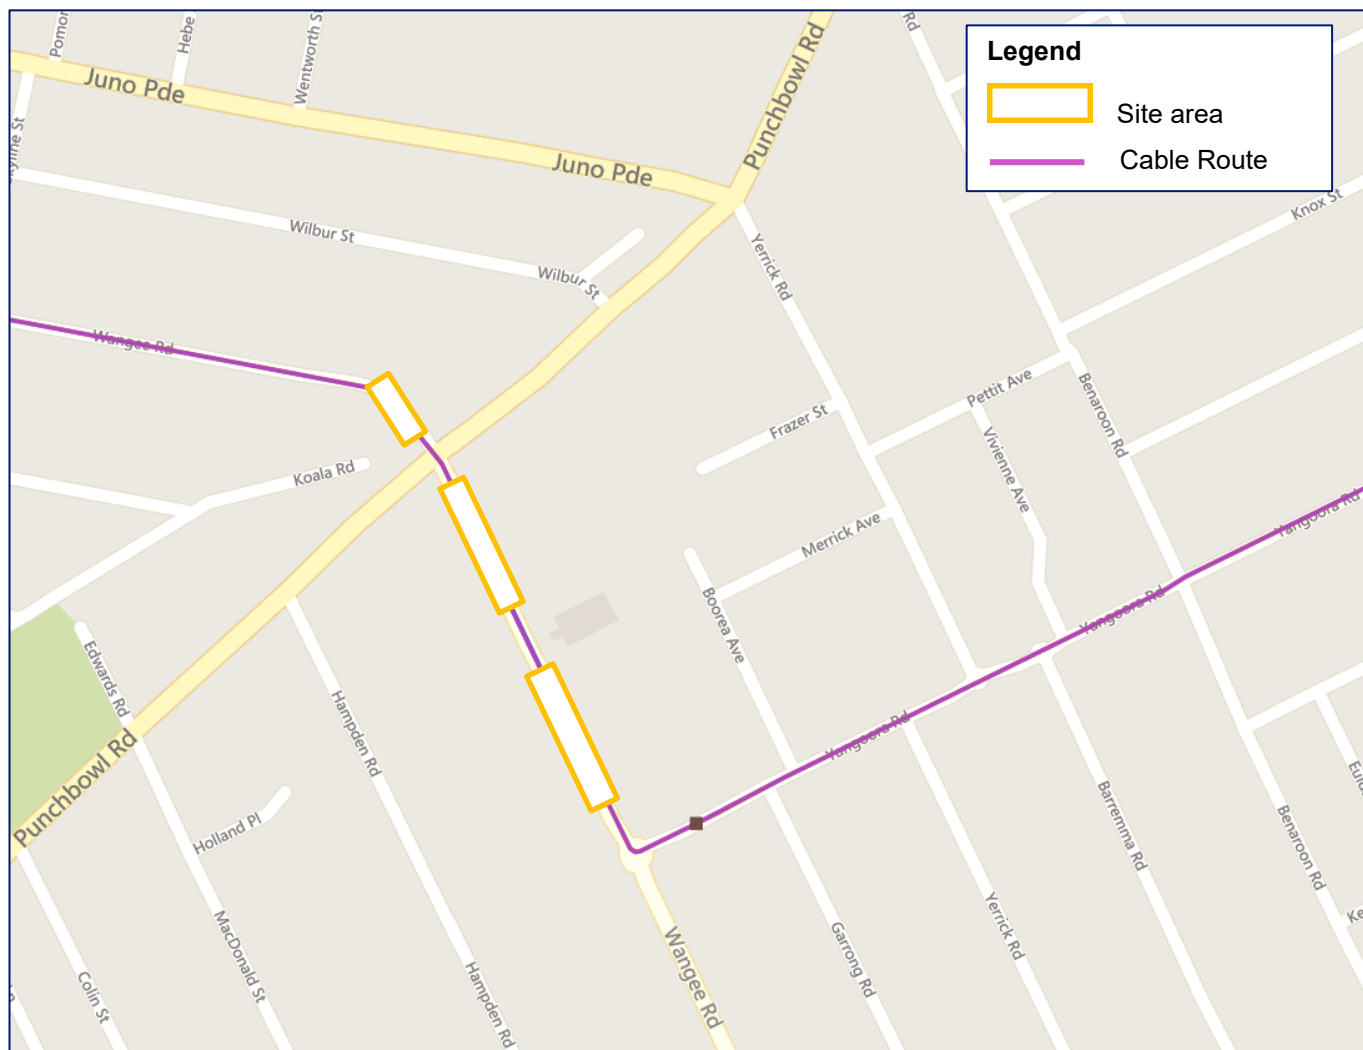 Pomor
Hebe
Wentworth St
Juno Pde
Punchbowl Rd
Rd
Legend
Site area
Cable Route
Juno Pde
Knox St
Wilbur St
Wilbur St
Yerrick Rd
Wangee Rd
Pettit Ave
Benaroon Rd
Frazer St
Vivienne Ave
Koala Rd
Merrick Ave
Yangoora Rd
Boorea Ave
Yangoora Rd
Edwards Rd
Hampden Rd
Yangoora Rd
Punchbowl Rd
Holland Pl
Barremma Rd
Benaroon Rd
MacDonald St
Wangee Rd
Garrong Rd
Yerrick Rd
Colin St
Hampden Rd
Ke